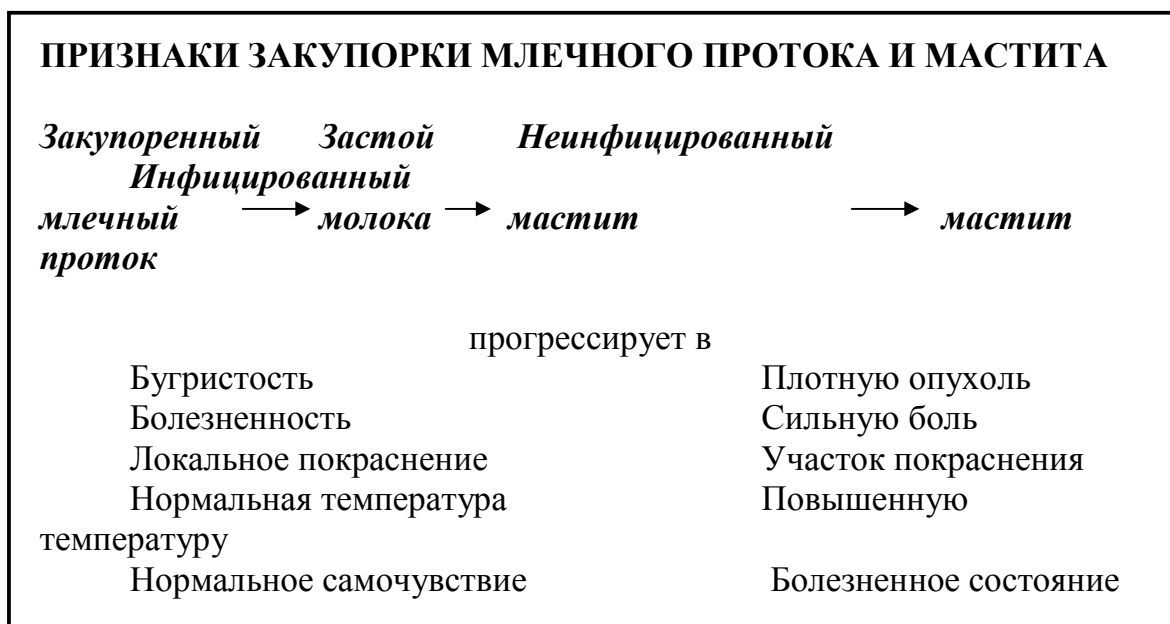 ПРИЗНАКИ ЗАКУПОРКИ МЛЕЧНОГО ПРОТОКА И МАСТИТА
Закупоренный Застой Неинфицированный
Инфицированный
млечный → молока → мастит → мастит
проток
прогрессирует в
Бугристость Плотную опухоль
Болезненность Сильную боль
Локальное покраснение Участок покраснения
Нормальная температура Повышенную
температуру
Нормальное самочувствие Болезненное состояние